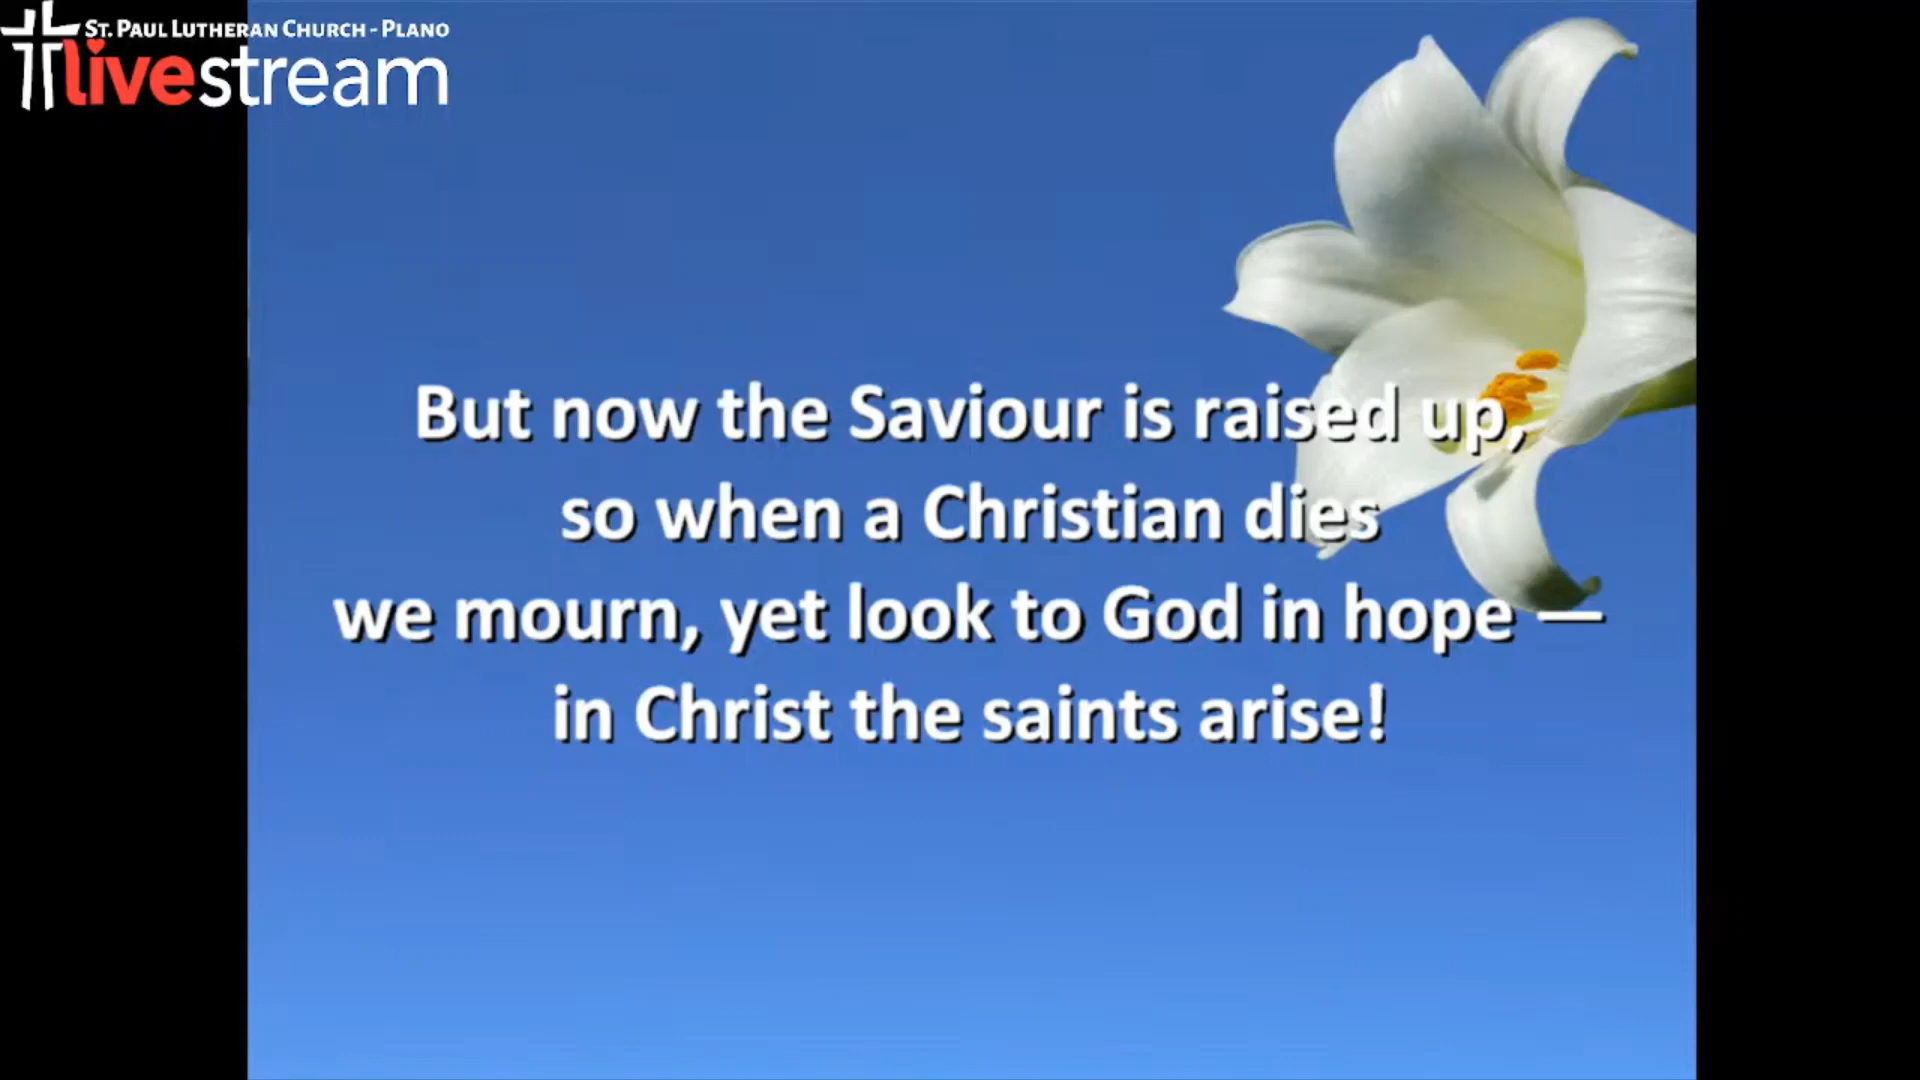 ST. PAUL LUTHERAN CHURCH - PLANO
livestream
But now the Saviour is raised up,
so when a Christian dies
we mourn, yet look to God in hope —
in Christ the saints arise!